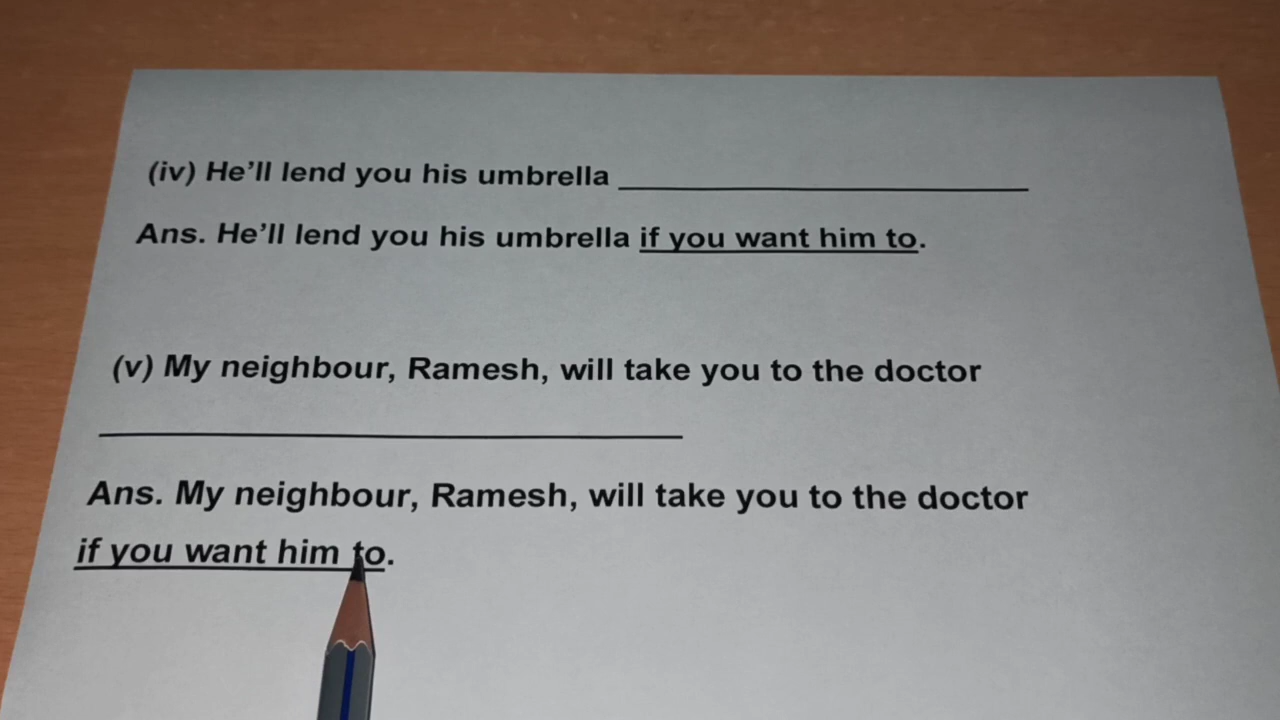 (iv) He’ll lend you his umbrella ______________________________
Ans. He’ll lend you his umbrella if you want him to.
(v) My neighbour, Ramesh, will take you to the doctor
______________________________
Ans. My neighbour, Ramesh, will take you to the doctor
if you want him to.